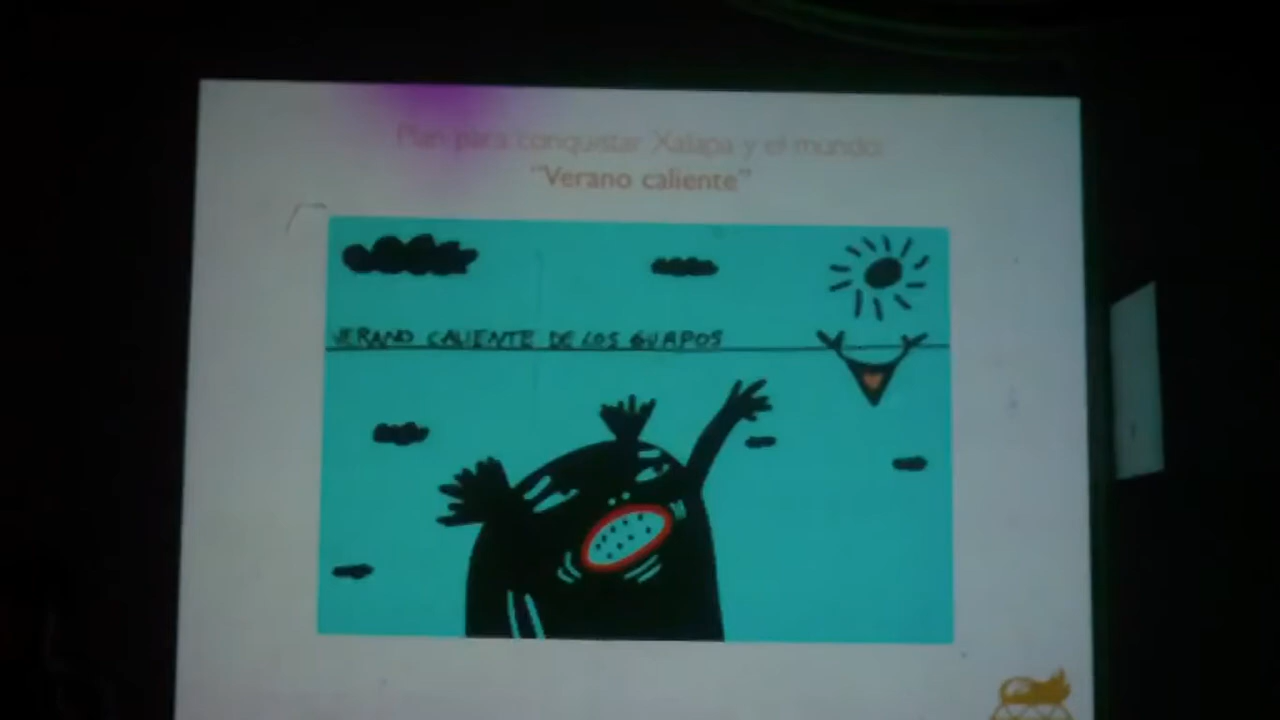 Plan para conquistar Xalapa y el mundo:
"Verano caliente"
VERANO CALIENTE DE LOS GUAPOS